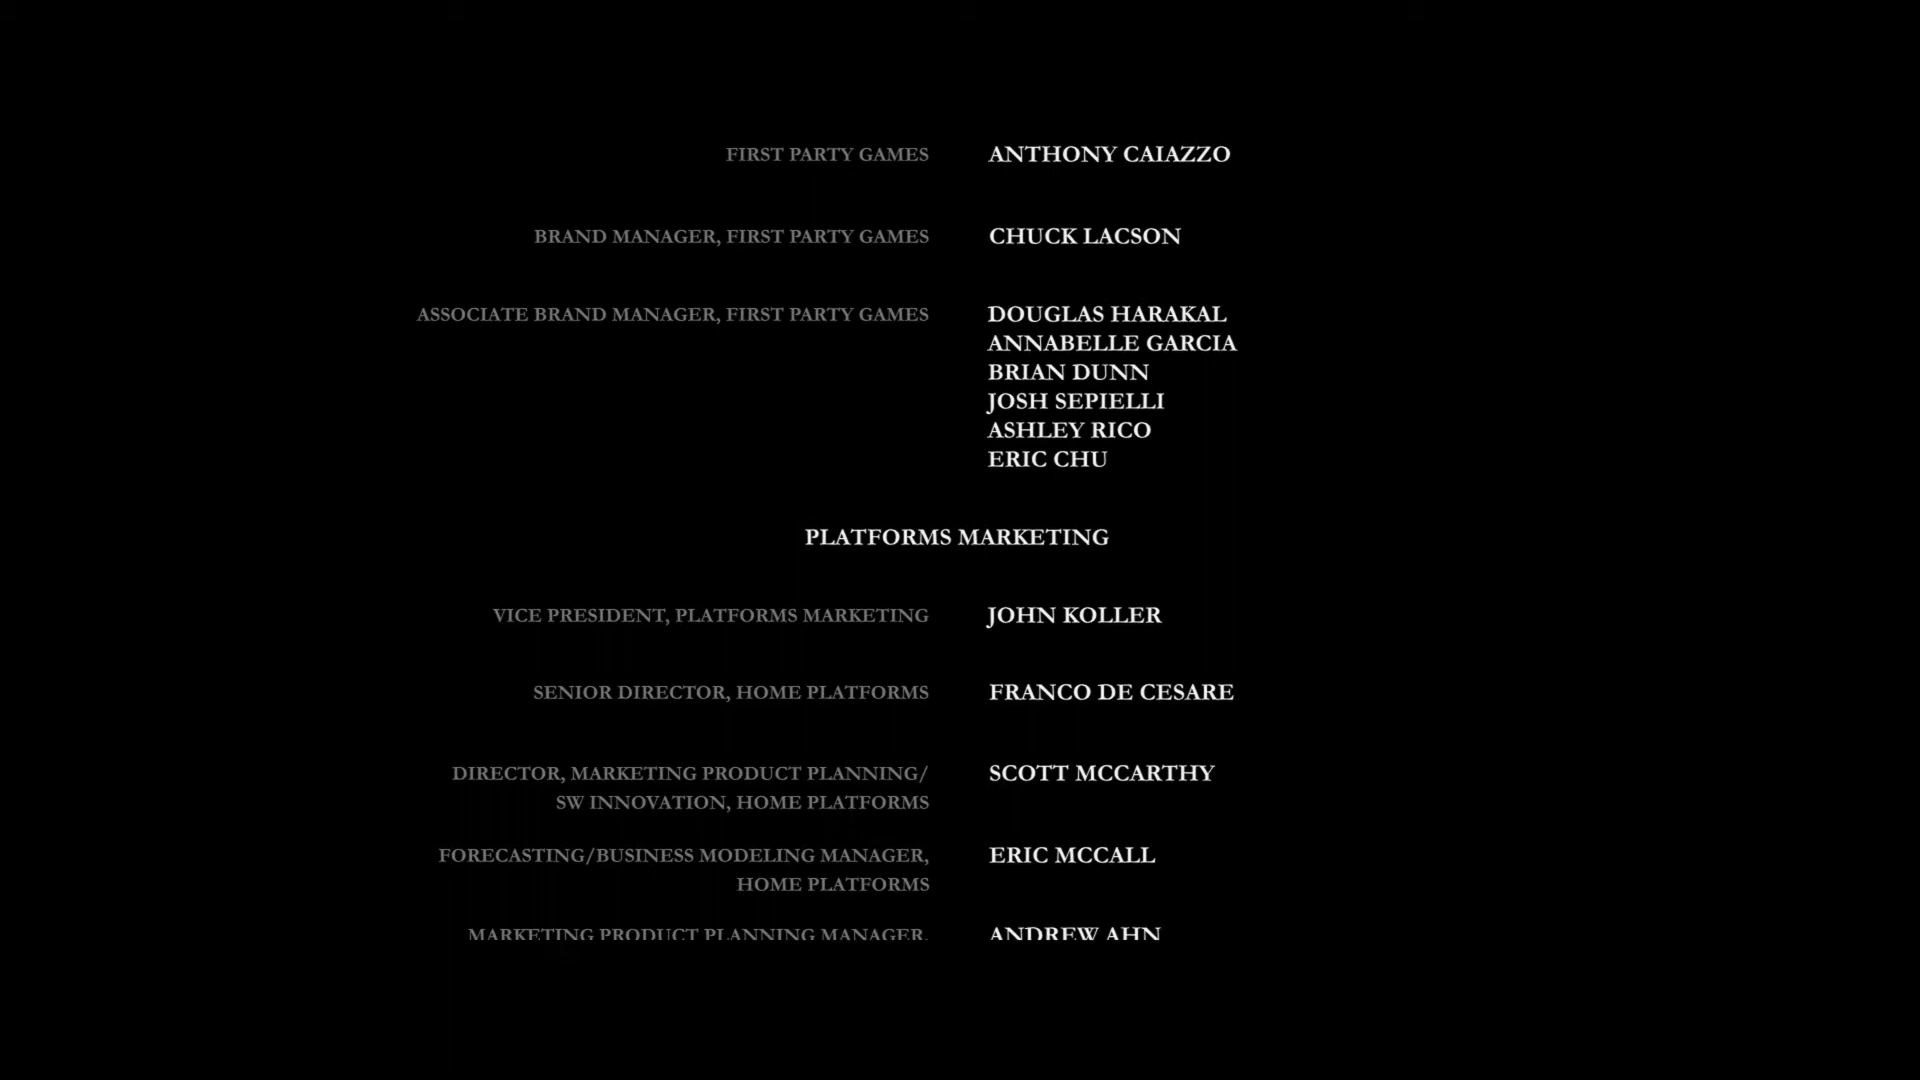 FIRST PARTY GAMES ANTHONY CAIAZZO
BRAND MANAGER, FIRST PARTY GAMES CHUCK LACSON
ASSOCIATE BRAND MANAGER, FIRST PARTY GAMES DOUGLAS HARAKAL
ANNABELLE GARCIA
BRIAN DUNN
JOSH SEPIELLI
ASHLEY RICO
ERIC CHU
PLATFORMS MARKETING
VICE PRESIDENT, PLATFORMS MARKETING JOHN KOLLER
SENIOR DIRECTOR, HOME PLATFORMS FRANCO DE CESARE
DIRECTOR, MARKETING PRODUCT PLANNING/ SCOTT MCCARTHY
SW INNOVATION, HOME PLATFORMS
FORECASTING/BUSINESS MODELING MANAGER, ERIC MCCALL
HOME PLATFORMS
MARKETING PRODUCT PLANNING MANAGER, ANDREW AHN